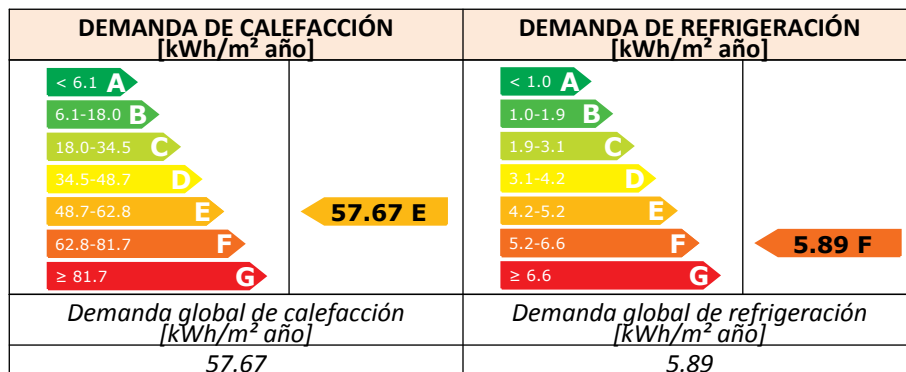 DEMANDA DE CALEFACCIÓN
[kWh/m² año]
DEMANDA DE REFRIGERACIÓN
[kWh/m² año]
< 6.1 A
6.1-18.0 B
18.0-34.5 C
34.5-48.7 D
48.7-62.8 E
62.8-81.7 F
≥ 81.7 G
57.67 E
< 1.0 A
1.0-1.9 B
1.9-3.1 C
3.1-4.2 D
4.2-5.2 E
5.2-6.6 F
≥ 6.6 G
5.89 F
Demanda global de calefacción
[kWh/m² año]
57.67
Demanda global de refrigeración
[kWh/m² año]
5.89